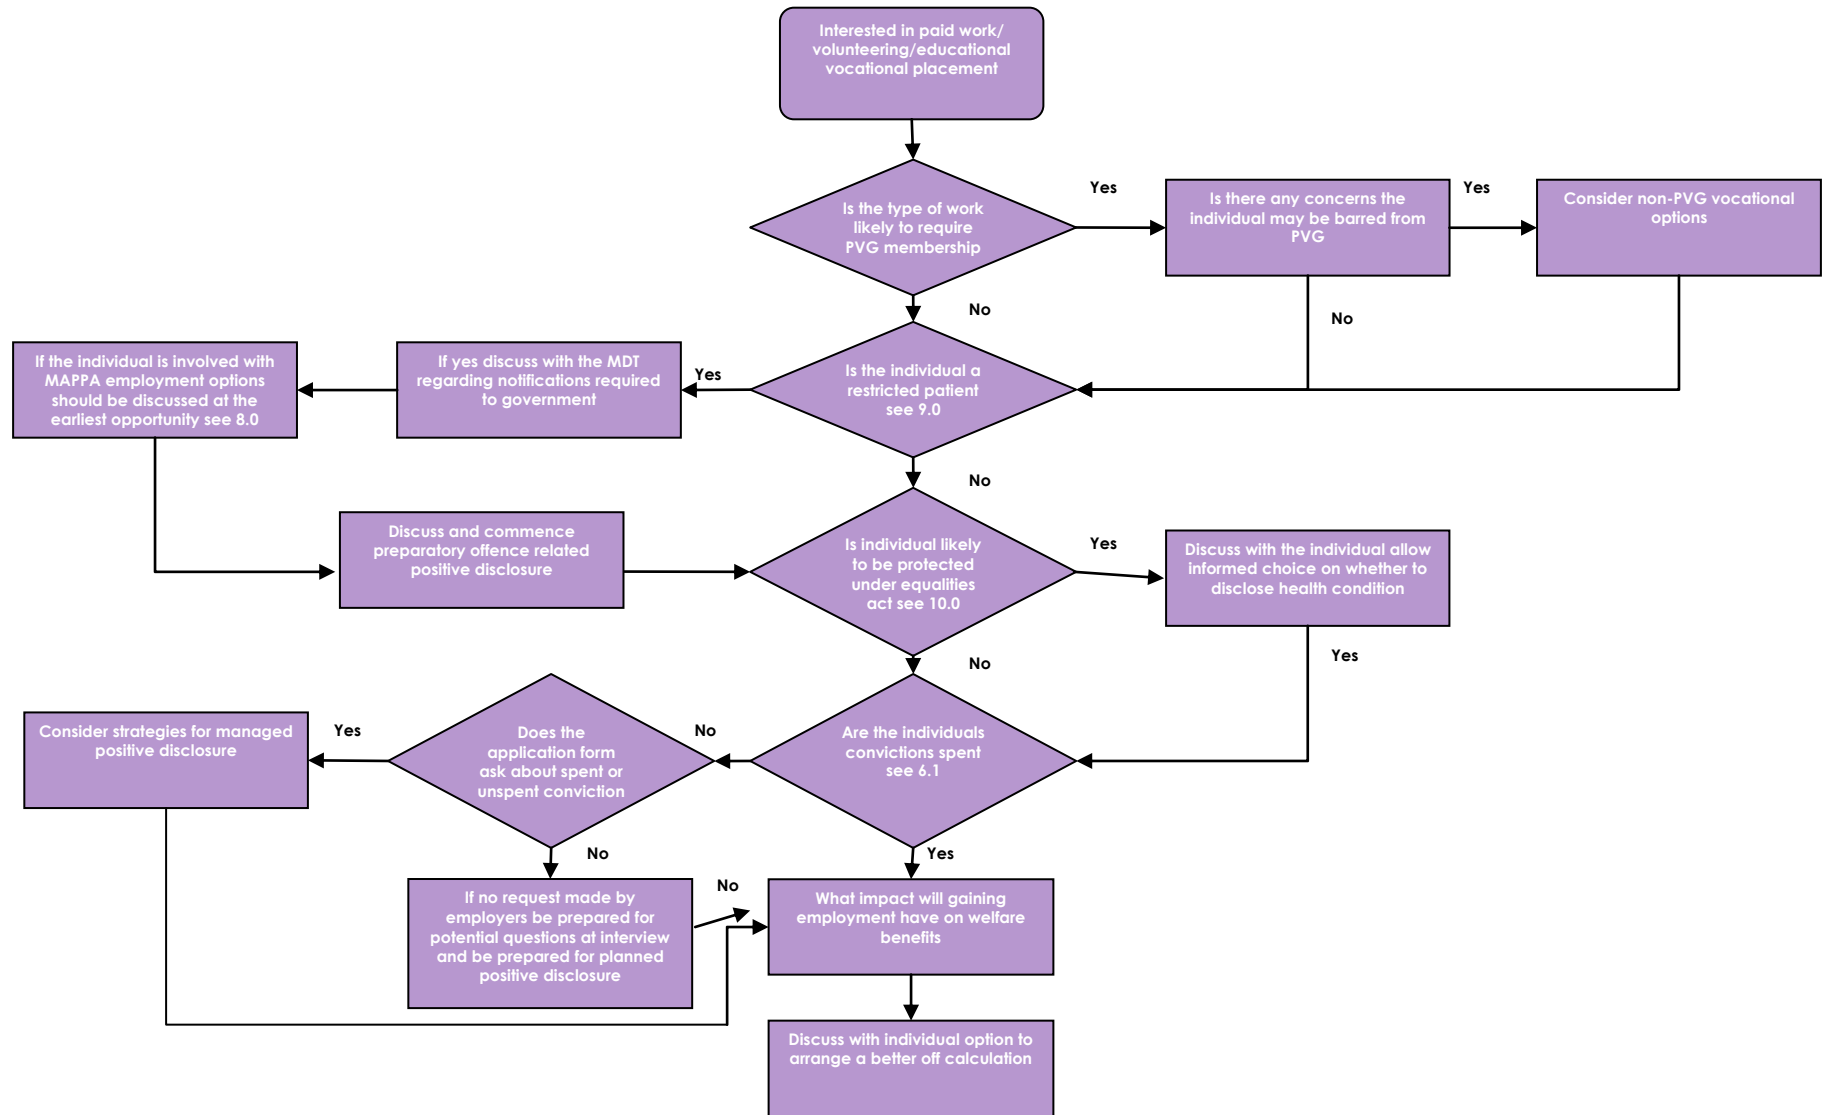 Interested in paid work/
volunteering/educational
vocational placement
Is the type of work
likely to require
PVG membership
Yes
Is there any concerns the
individual may be barred from
PVG
Yes
Consider non-PVG vocational
options
No
No
If the individual is involved with
MAPPA employment options
should be discussed at the
earliest opportunity see 8.0
If yes discuss with the MDT
regarding notifications required
to government
Yes
Is the individual a
restricted patient
see 9.0
No
Discuss and commence
preparatory offence related
positive disclosure
Is individual likely
to be protected
under equalities
act see 10.0
Yes
Discuss with the individual allow
informed choice on whether to
disclose health condition
Yes
No
Consider strategies for managed
positive disclosure
Yes
Does the
application form
ask about spent or
unspent conviction
No
Are the individuals
convictions spent
see 6.1
No
Yes
If no request made by
employers be prepared for
potential questions at interview
and be prepared for planned
positive disclosure
No
What impact will gaining
employment have on welfare
benefits
Discuss with individual option to
arrange a better off calculation